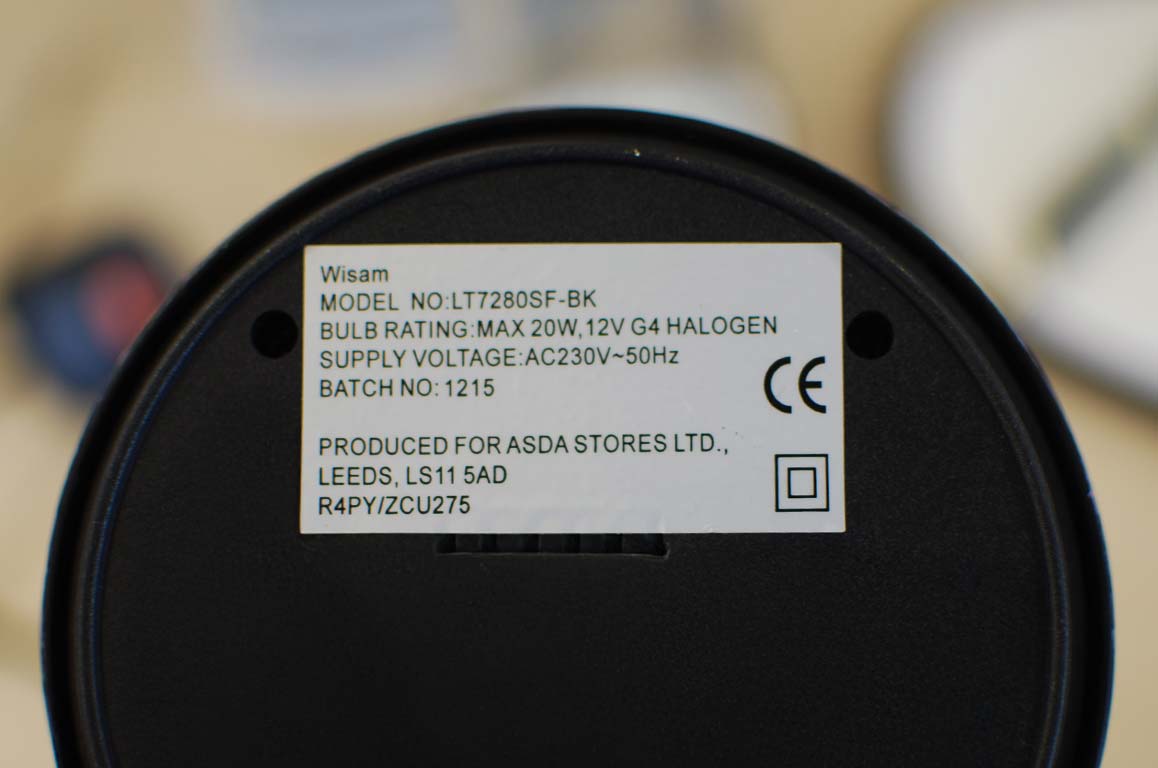 Wisam
MODEL NO:LT7280SF-BK
BULB RATING:MAX 20W,12V G4 HALOGEN
SUPPLY VOLTAGE:AC230V~50Hz
BATCH NO: 1215
CE
PRODUCED FOR ASDA STORES LTD.,
LEEDS, LS11 5AD
R4PY/ZCU275